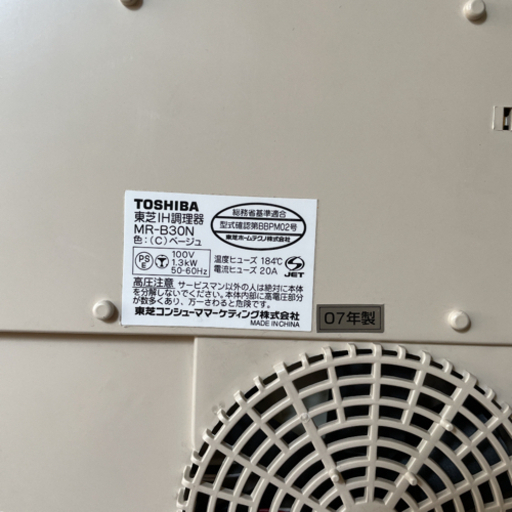 TOSHIBA
東芝IH調理器
MR-B30N
色:(C)ベージュ
総務省基準適合
型式確認第BBPM02号
東芝ホームテクノ株式会社
PS
E
100V
1.3kW
50-60Hz
温度ヒューズ 184℃
電流ヒューズ 20A
JET
高圧注意 サービスマン以外の人は絶対に本体
を分解しないでください。本体内部に高電圧部分
が数多くあり、万一さわると危険です。
東芝コンシューママーケティング株式会社
MADE IN CHINA
07年製